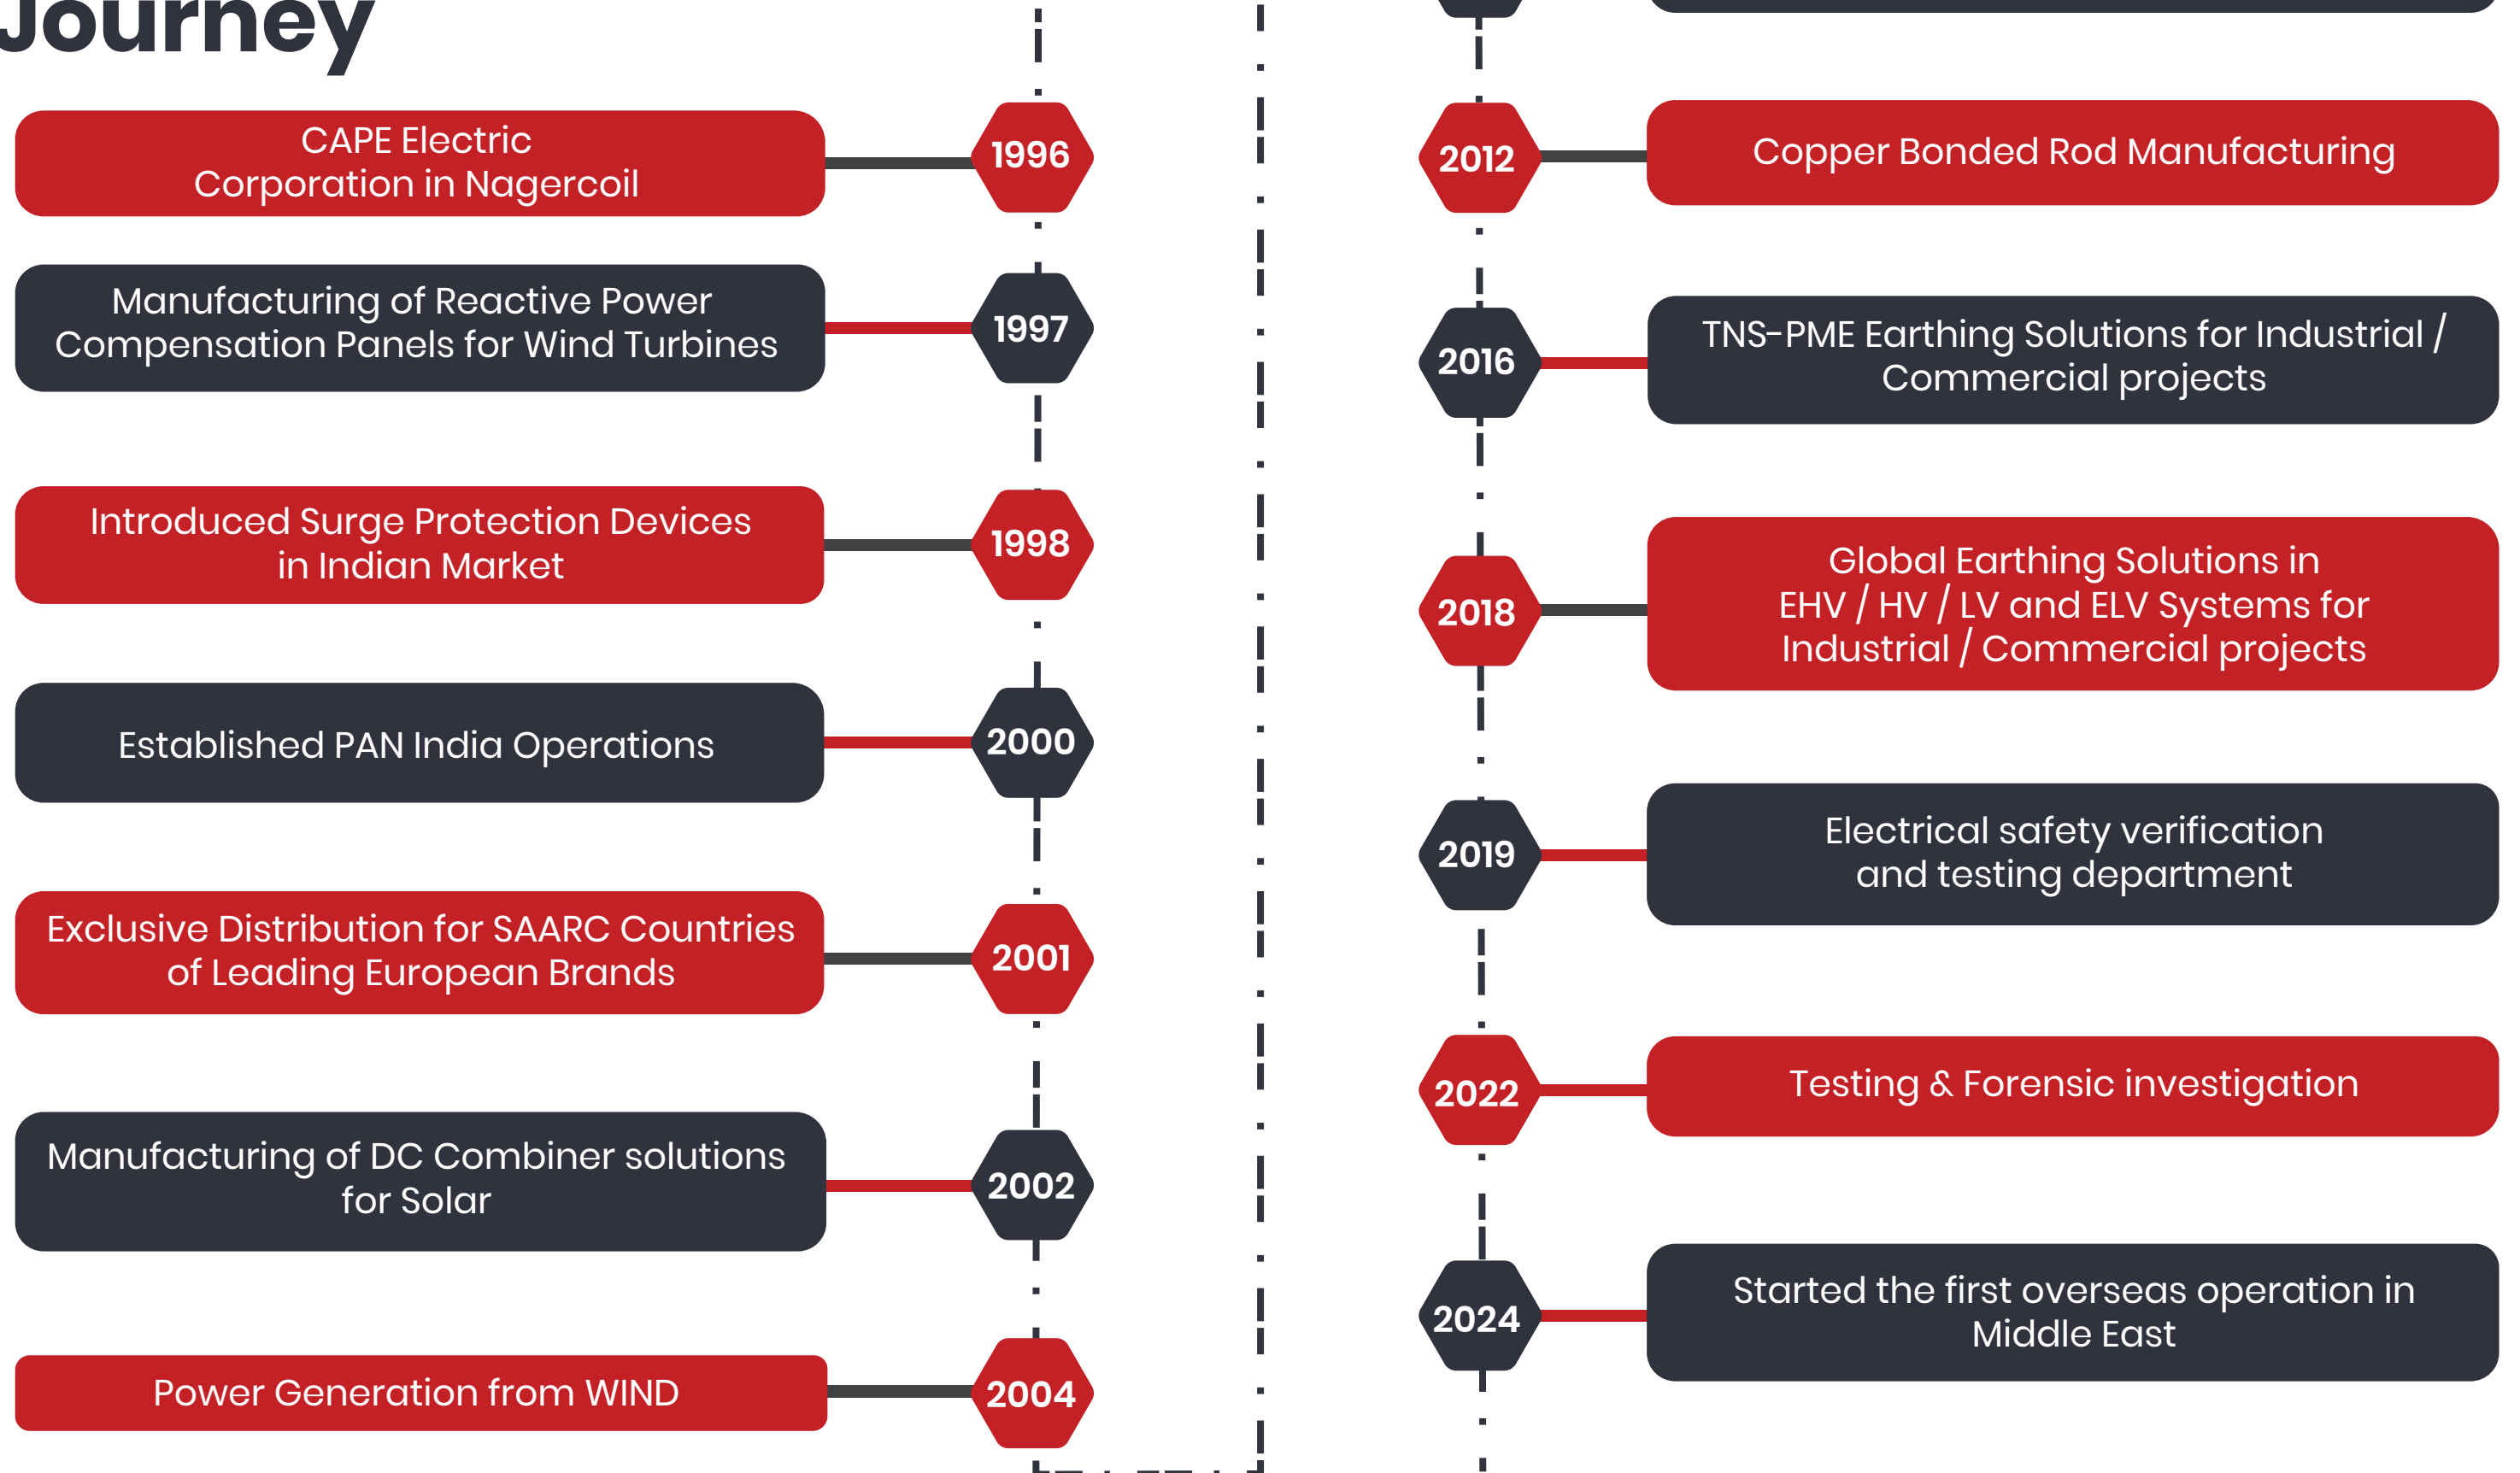 Journey
CAPE Electric
Corporation in Nagercoil
1996
Manufacturing of Reactive Power
Compensation Panels for Wind Turbines
1997
Introduced Surge Protection Devices
in Indian Market
1998
Established PAN India Operations
2000
Exclusive Distribution for SAARC Countries
of Leading European Brands
2001
Manufacturing of DC Combiner solutions
for Solar
2002
Power Generation from WIND
2004
2012
Copper Bonded Rod Manufacturing
2016
TNS-PME Earthing Solutions for Industrial /
Commercial projects
2018
Global Earthing Solutions in
EHV / HV / LV and ELV Systems for
Industrial / Commercial projects
2019
Electrical safety verification
and testing department
2022
Testing & Forensic investigation
2024
Started the first overseas operation in
Middle East